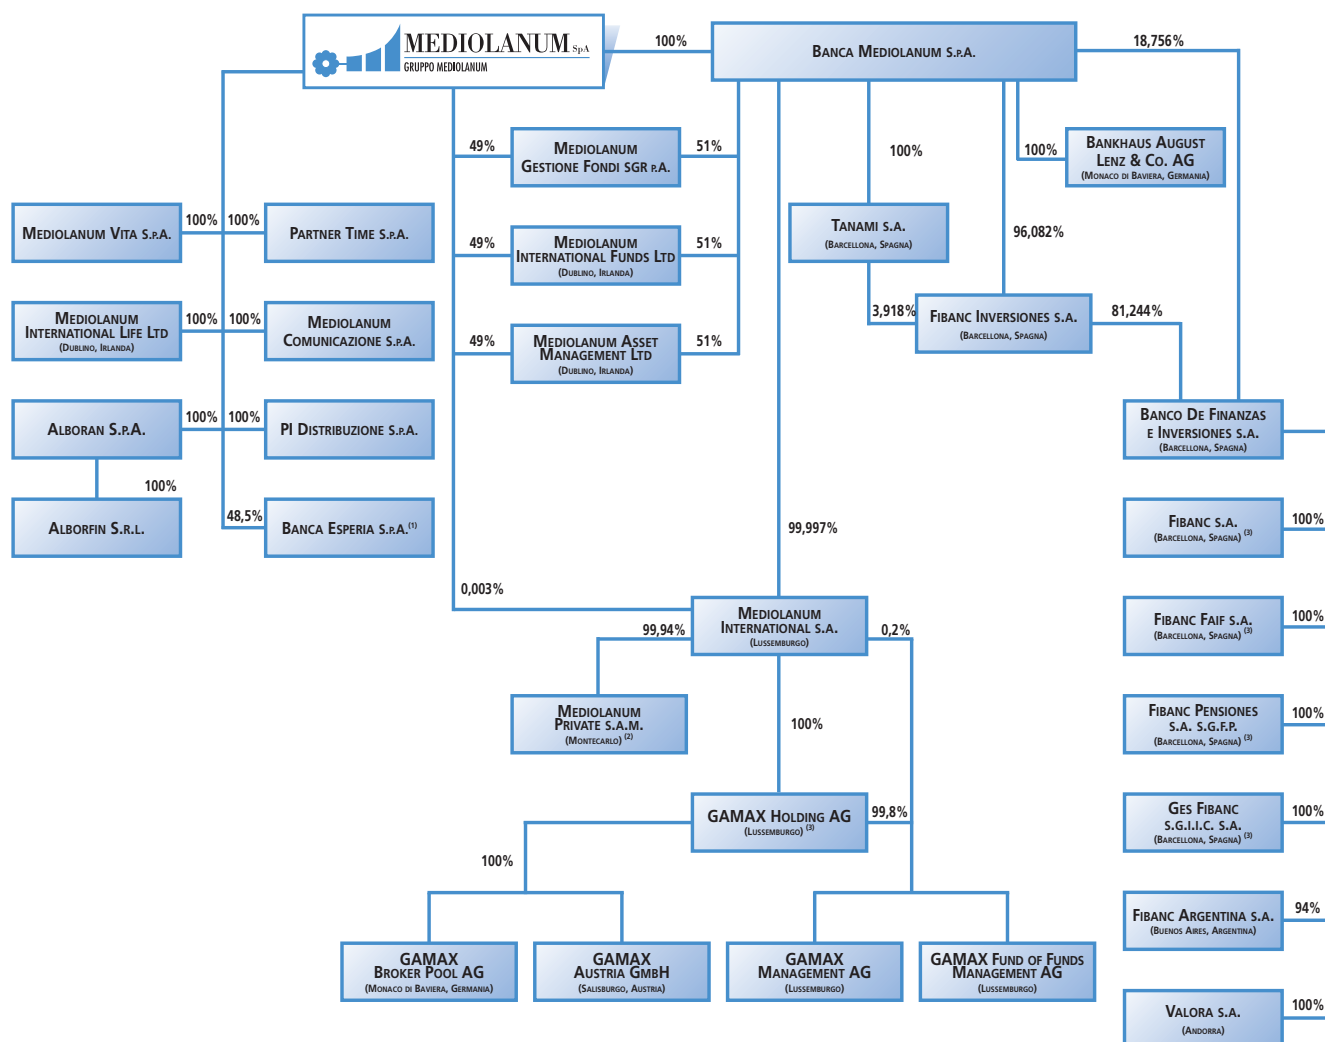 MEDIOLANUM SpA
GRUPPO MEDIOLANUM
100%
BANCA MEDIOLANUM S.P.A.
18,756%
49%
MEDIOLANUM
GESTIONE FONDI SGR P.A.
51%
100%
100%
BANKHAUS AUGUST
LENZ & CO. AG
(MONACO DI BAVIERA, GERMANIA)
MEDIOLANUM VITA S.P.A.
100%
100%
PARTNER TIME S.P.A.
49%
MEDIOLANUM
INTERNATIONAL FUNDS LTD
(DUBLINO, IRLANDA)
51%
TANAMI S.A.
(BARCELLONA, SPAGNA)
96,082%
MEDIOLANUM
INTERNATIONAL LIFE LTD
(DUBLINO, IRLANDA)
100%
100%
MEDIOLANUM
COMUNICAZIONE S.P.A.
49%
MEDIOLANUM ASSET
MANAGEMENT LTD
(DUBLINO, IRLANDA)
51%
3,918%
FIBANC INVERSIONES S.A.
(BARCELLONA, SPAGNA)
81,244%
ALBORAN S.P.A.
100%
100%
PI DISTRIBUZIONE S.P.A.
BANCO DE FINANZAS
E INVERSIONES S.A.
(BARCELLONA, SPAGNA)
100%
ALBORFIN S.R.L.
48,5%
BANCA ESPERIA S.P.A.(1)
99,997%
FIBANC S.A.
(BARCELLONA, SPAGNA) (3)
100%
0,003%
MEDIOLANUM
INTERNATIONAL S.A.
(LUSSEMBURGO)
99,94%
0,2%
FIBANC FAIF S.A.
(BARCELLONA, SPAGNA) (3)
100%
MEDIOLANUM
PRIVATE S.A.M.
(MONTECARLO) (2)
100%
FIBANC PENSIONES
S.A. S.G.F.P.
(BARCELLONA, SPAGNA) (3)
100%
GAMAX HOLDING AG
(LUSSEMBURGO) (3)
99,8%
GES FIBANC
S.G.I.I.C. S.A.
(BARCELLONA, SPAGNA) (3)
100%
100%
FIBANC ARGENTINA S.A.
(BUENOS AIRES, ARGENTINA)
94%
GAMAX
BROKER POOL AG
(MONACO DI BAVIERA, GERMANIA)
GAMAX
AUSTRIA GMBH
(SALISBURGO, AUSTRIA)
GAMAX
MANAGEMENT AG
(LUSSEMBURGO)
GAMAX FUND OF FUNDS
MANAGEMENT AG
(LUSSEMBURGO)
VALORA S.A.
(ANDORRA)
100%